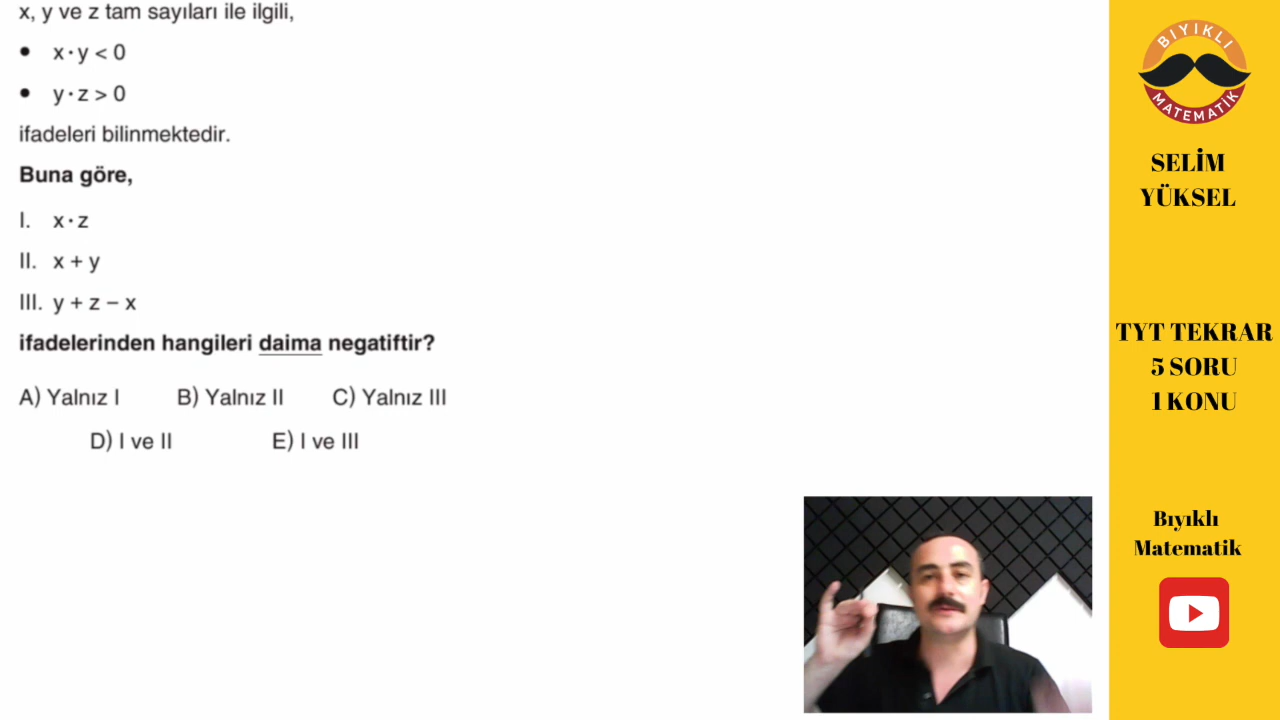 x, y ve z tam sayıları ile ilgili,
• x · y < 0
• y · z > 0
ifadeleri bilinmektedir.
Buna göre,
I. x · z
II. x + y
III. y + z − x
ifadelerinden hangileri daima negatiftir?
A) Yalnız I B) Yalnız II C) Yalnız III
D) I ve II E) I ve III
BIYIKLI
MATEMATİK
SELİM
YÜKSEL
TYT TEKRAR
5 SORU
1 KONU
Bıyıklı
Matematik